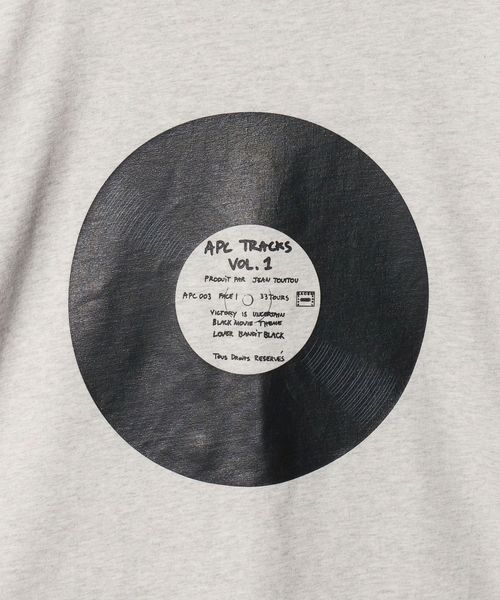 APC TRACKS
VOL. 1
PRODUIT PAR JEAN TOUITOU
APC 003 FACE 1 33 TOURS
VICTORY IS UNCERTAIN
BLACK MOVIE THEME
LOVER BANDIT BLACK
TOUS DROITS RESERVÉS